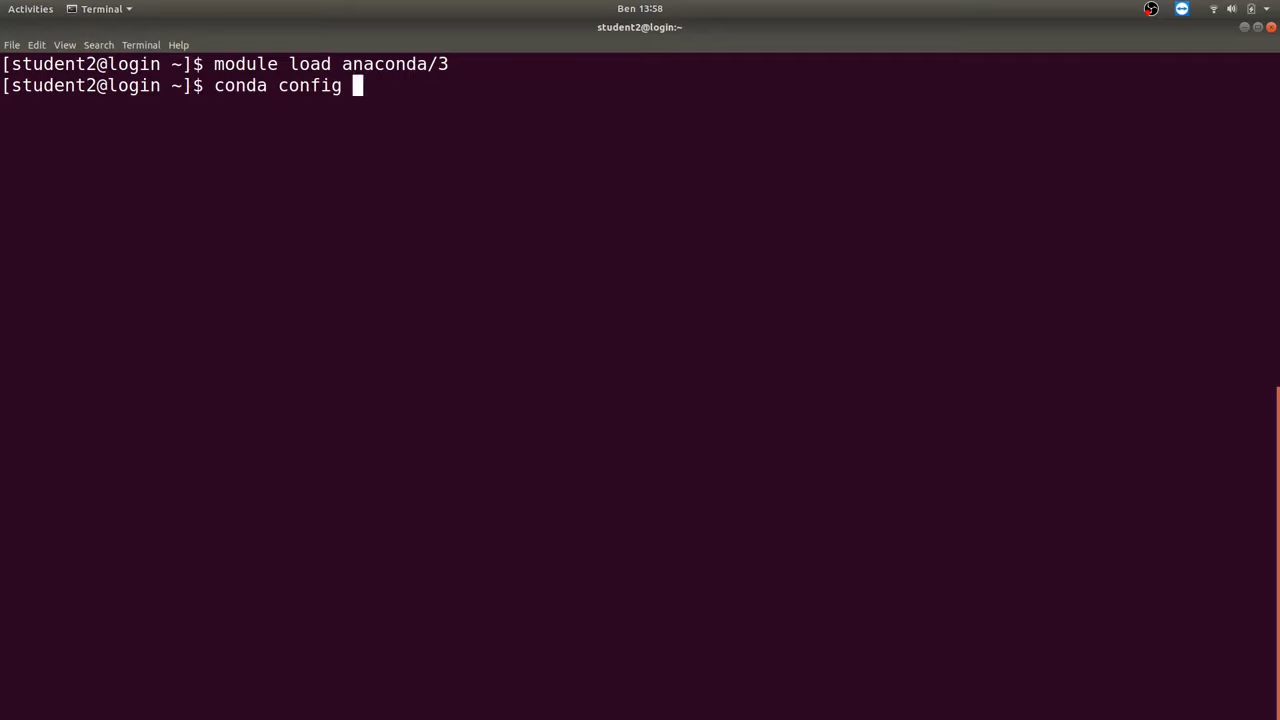 Activities Terminal Ben 13:58
student2@login:~
File Edit View Search Terminal Help
[student2@login ~]$ module load anaconda/3
[student2@login ~]$ conda config